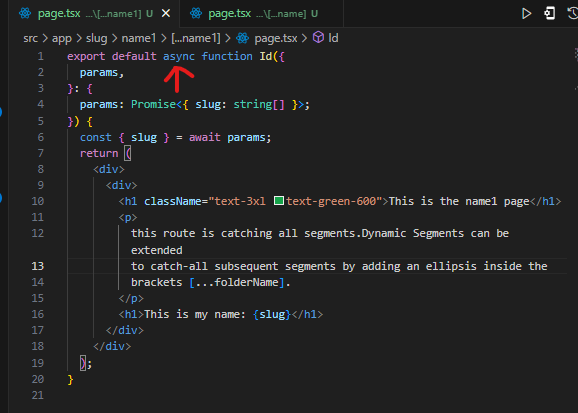 page.tsx ...\[...name1] U
page.tsx ...\[...name] U
src > app > slug > name1 > [...name1] > page.tsx > Id
1 export default async function Id({
2 params,
3 }: {
4 params: Promise<{ slug: string[] }>;
5 }) {
6 const { slug } = await params;
7 return (
8 <div>
9 <div>
10 <h1 className="text-3xl text-green-600">This is the name1 page</h1>
11 <p>
12 this route is catching all segments.Dynamic Segments can be
extended
13 to catch-all subsequent segments by adding an ellipsis inside the
14 brackets [...folderName].
15 </p>
16 <h1>This is my name: {slug}</h1>
17 </div>
18 </div>
19 );
20 }
21